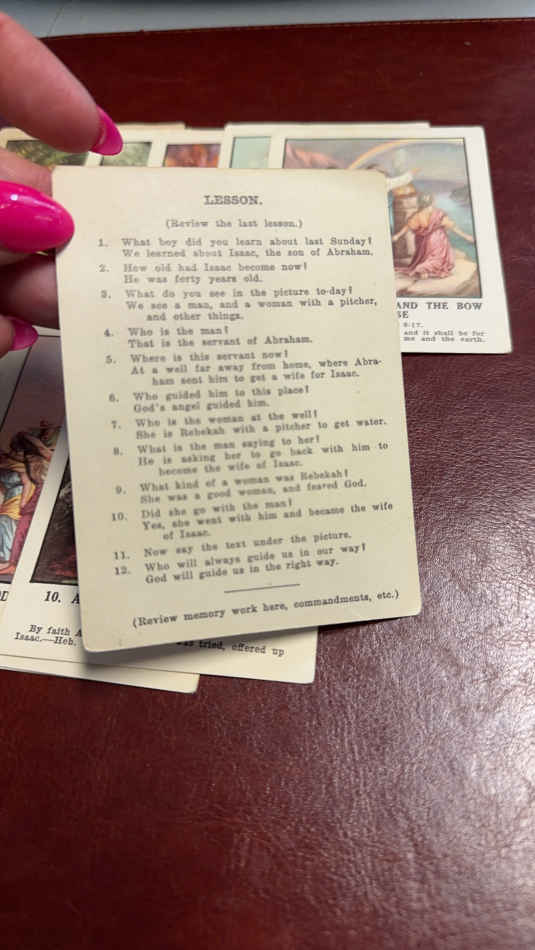 LESSON.
(Review the last lesson.)
1. What boy did you learn about last Sunday?
We learned about Isaac, the son of Abraham.
2. How old had Isaac become now?
He was forty years old.
3. What do you see in the picture to-day?
We see a man, and a woman with a pitcher,
and other things.
4. Who is the man?
That is the servant of Abraham.
5. Where is this servant now?
At a well far away from home, where Abra-
ham sent him to get a wife for Isaac.
6. Who guided him to this place?
God's angel guided him.
7. Who is the woman at the well?
She is Rebekah with a pitcher to get water.
8. What is the man saying to her?
He is asking her to go back with him to
become the wife of Isaac.
9. What kind of a woman was Rebekah?
She was a good woman, and feared God.
10. Did she go with the man?
Yes, she went with him and became the wife
of Isaac.
11. Now say the text under the picture.
12. Who will always guide us in our way?
God will guide us in the right way.
(Review memory work here, commandments, etc.)
AND THE BOW
SE
8-17.
and it shall be for
me and the earth.
10. A
By faith A
Isaac.—Heb.
was tried, offered up